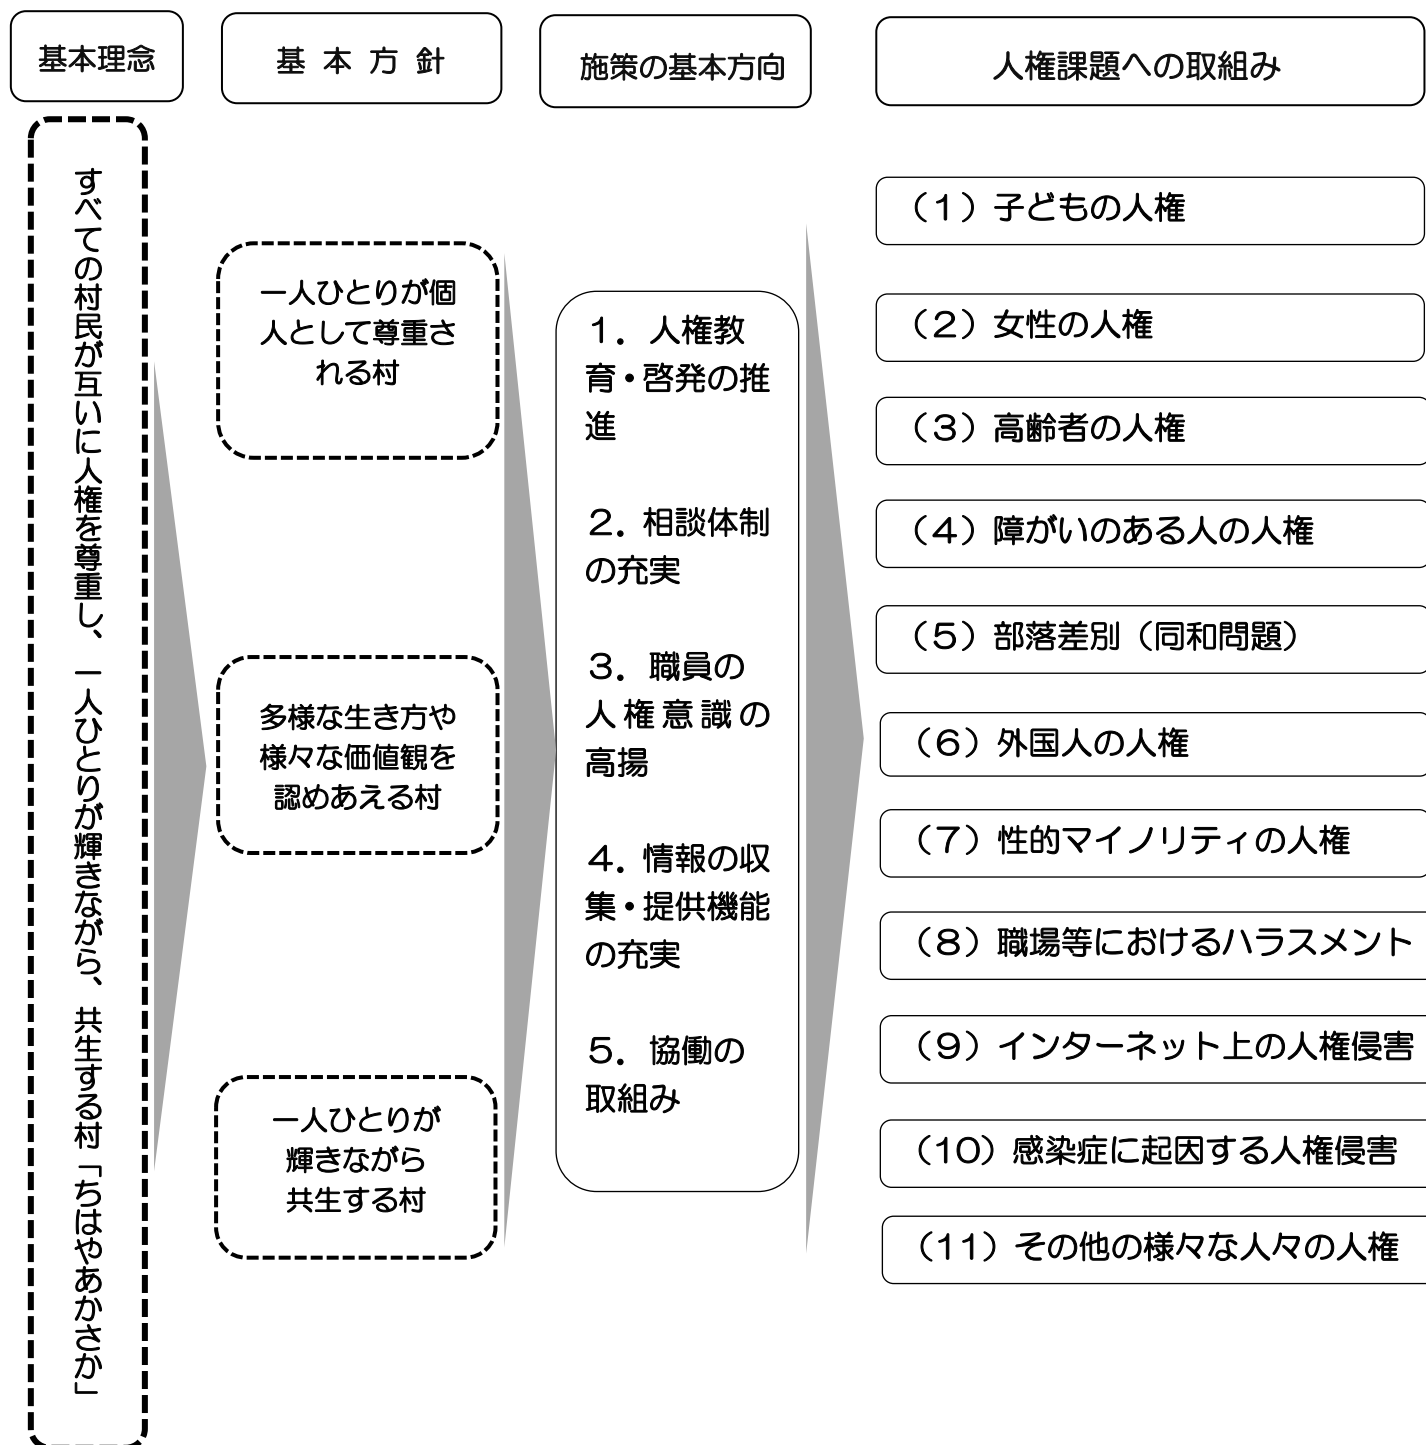 基本理念
基 本 方 針
施策の基本方向
人権課題への取組み
すべての村民が互いに人権を尊重し、一人ひとりが輝きながら、共生する村「ちはやあかさか」
一人ひとりが個
人として尊重さ
れる村
多様な生き方や
様々な価値観を
認めあえる村
一人ひとりが
輝きながら
共生する村
1．人権教
育・啓発の推
進
2．相談体制
の充実
3．職員の
人権意識の
高揚
4．情報の収
集・提供機能
の充実
5．協働の
取組み
（1）子どもの人権
（2）女性の人権
（3）高齢者の人権
（4）障がいのある人の人権
（5）部落差別（同和問題）
（6）外国人の人権
（7）性的マイノリティの人権
（8）職場等におけるハラスメント
（9）インターネット上の人権侵害
（10）感染症に起因する人権侵害
（11）その他の様々な人々の人権